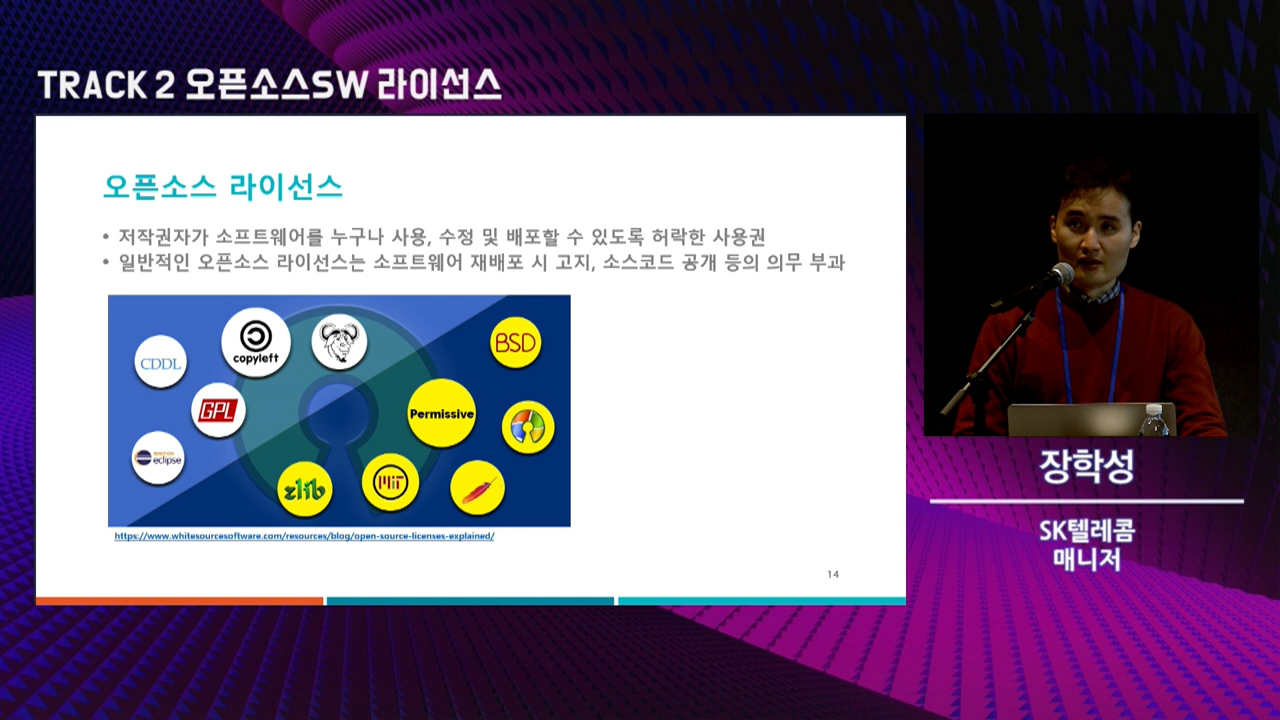 TRACK 2 오픈소스SW 라이선스
오픈소스 라이선스
• 저작권자가 소프트웨어를 누구나 사용, 수정 및 배포할 수 있도록 허락한 사용권
• 일반적인 오픈소스 라이선스는 소프트웨어 재배포 시 고지, 소스코드 공개 등의 의무 부과
CDDL
copyleft
BSD
GPL
Permissive
eclipse
zlib
MIT
https://www.whitesourcesoftware.com/resources/blog/open-source-licenses-explained/
14
장학성
SK텔레콤
매니저